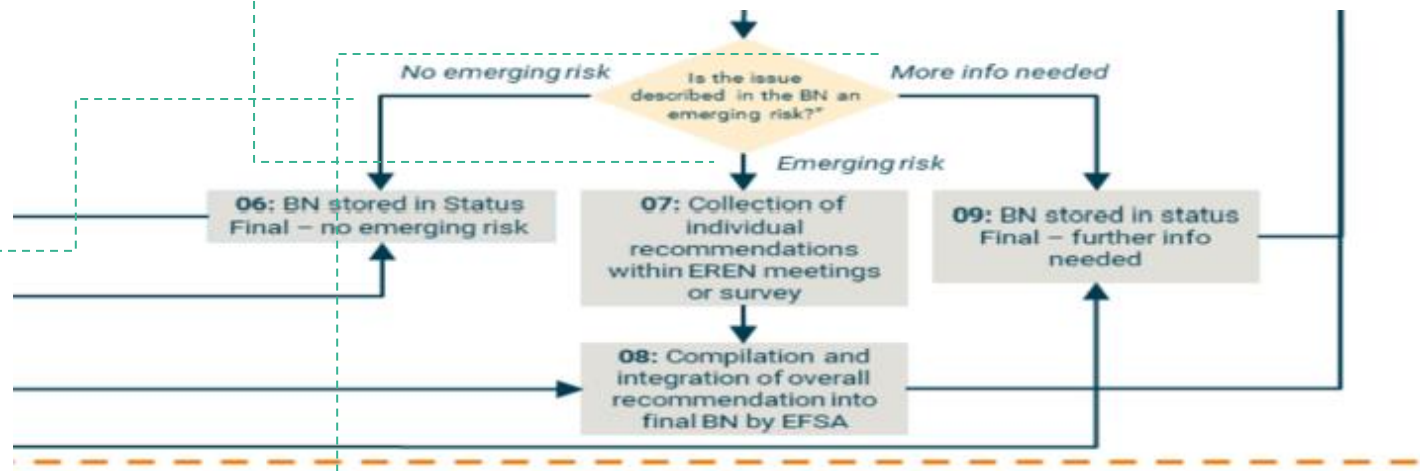 No emerging risk
Is the issue
described in the BN an
emerging risk?"
More info needed
Emerging risk
06: BN stored in Status
Final – no emerging risk
07: Collection of
individual
recommendations
within EREN meetings
or survey
09: BN stored in status
Final – further info
needed
08: Compilation and
integration of overall
recommendation into
final BN by EFSA